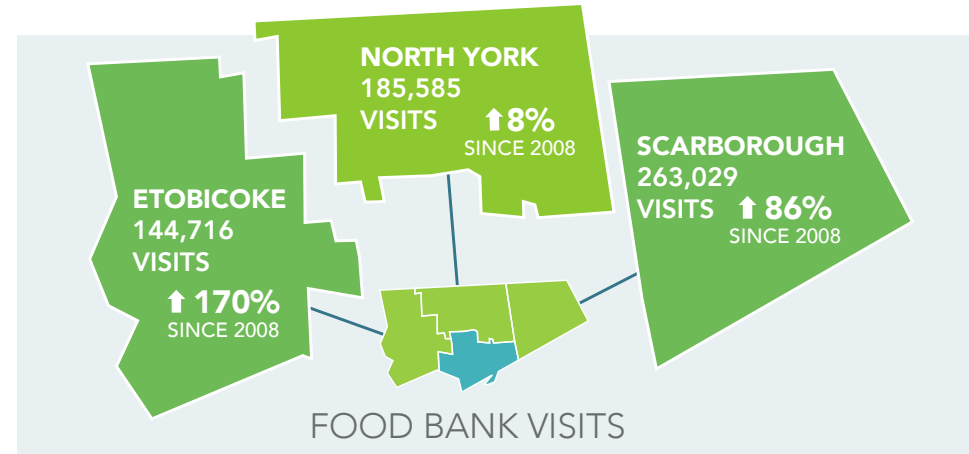 NORTH YORK
185,585
VISITS ⬆8%
SINCE 2008
SCARBOROUGH
263,029
VISITS ⬆86%
SINCE 2008
ETOBICOKE
144,716
VISITS
⬆170%
SINCE 2008
FOOD BANK VISITS